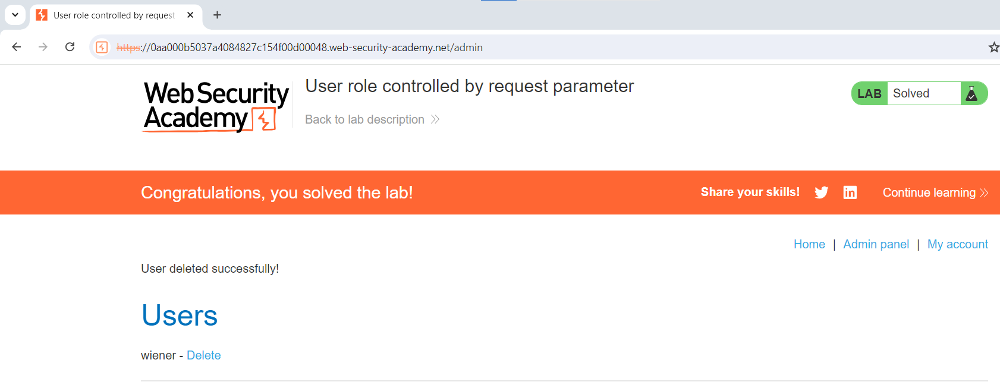 User role controlled by request
https://0aa000b5037a4084827c154f00d00048.web-security-academy.net/admin
Web Security
Academy
User role controlled by request parameter
Back to lab description
LAB Solved
Congratulations, you solved the lab!
Share your skills!
Continue learning
Home | Admin panel | My account
User deleted successfully!
Users
wiener - Delete